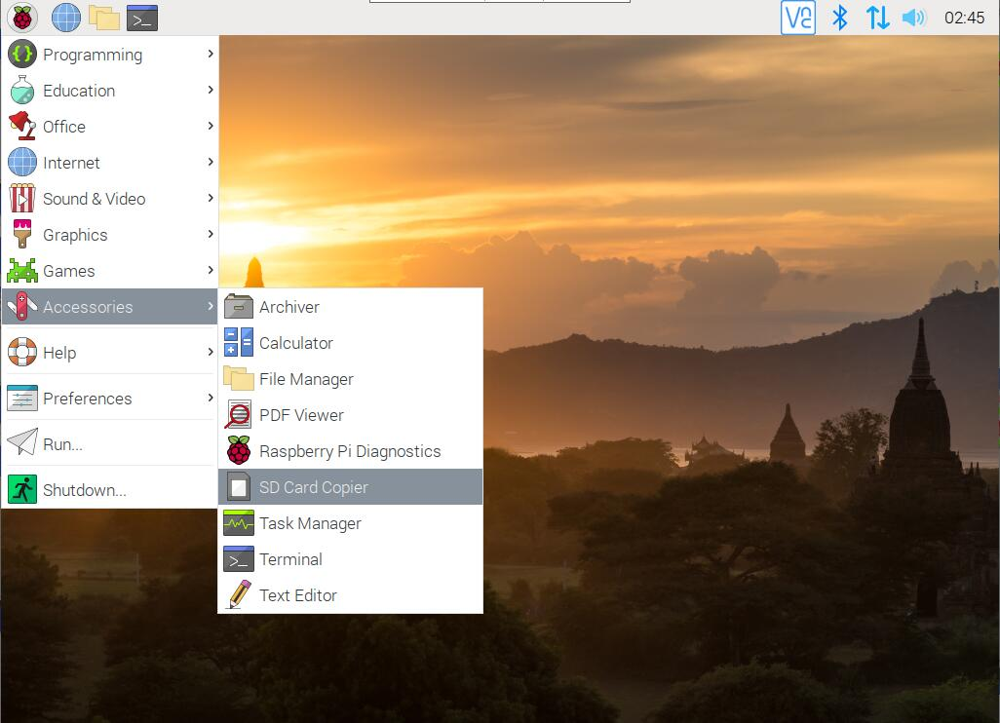 V2
02:45
Programming
Education
Office
Internet
Sound & Video
Graphics
Games
Accessories
Help
Preferences
Run...
Shutdown...
Archiver
Calculator
File Manager
PDF Viewer
Raspberry Pi Diagnostics
SD Card Copier
Task Manager
Terminal
Text Editor